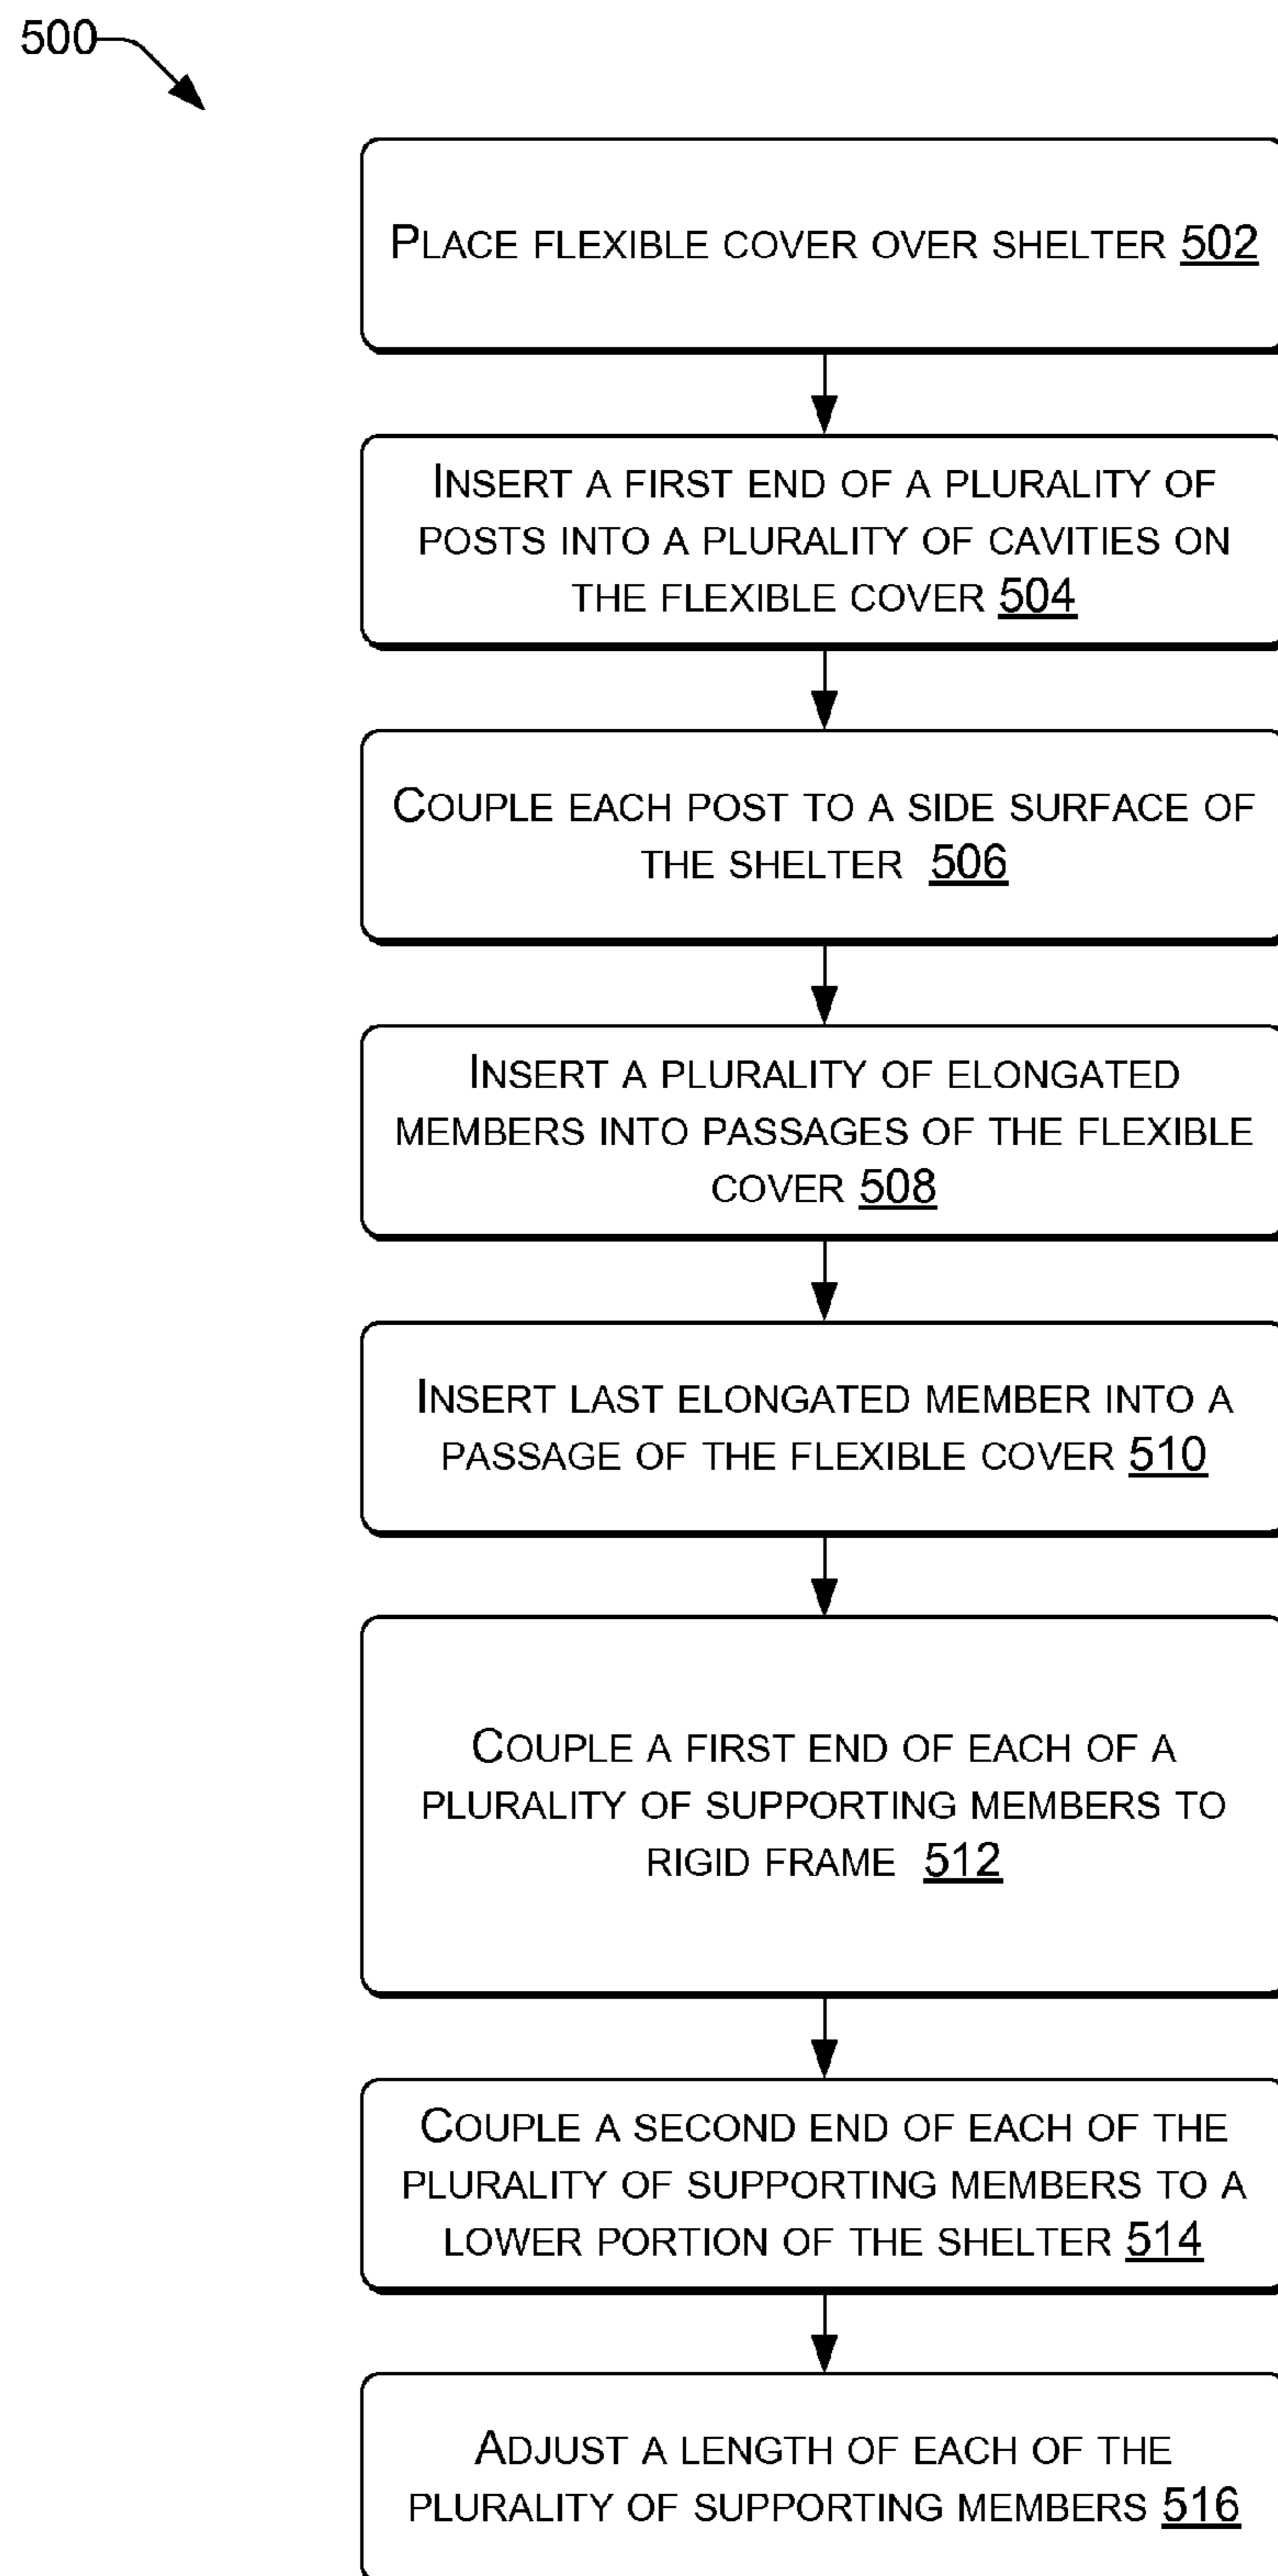 500
PLACE FLEXIBLE COVER OVER SHELTER 502
INSERT A FIRST END OF A PLURALITY OF
POSTS INTO A PLURALITY OF CAVITIES ON
THE FLEXIBLE COVER 504
COUPLE EACH POST TO A SIDE SURFACE OF
THE SHELTER 506
INSERT A PLURALITY OF ELONGATED
MEMBERS INTO PASSAGES OF THE FLEXIBLE
COVER 508
INSERT LAST ELONGATED MEMBER INTO A
PASSAGE OF THE FLEXIBLE COVER 510
COUPLE A FIRST END OF EACH OF A
PLURALITY OF SUPPORTING MEMBERS TO
RIGID FRAME 512
COUPLE A SECOND END OF EACH OF THE
PLURALITY OF SUPPORTING MEMBERS TO A
LOWER PORTION OF THE SHELTER 514
ADJUST A LENGTH OF EACH OF THE
PLURALITY OF SUPPORTING MEMBERS 516